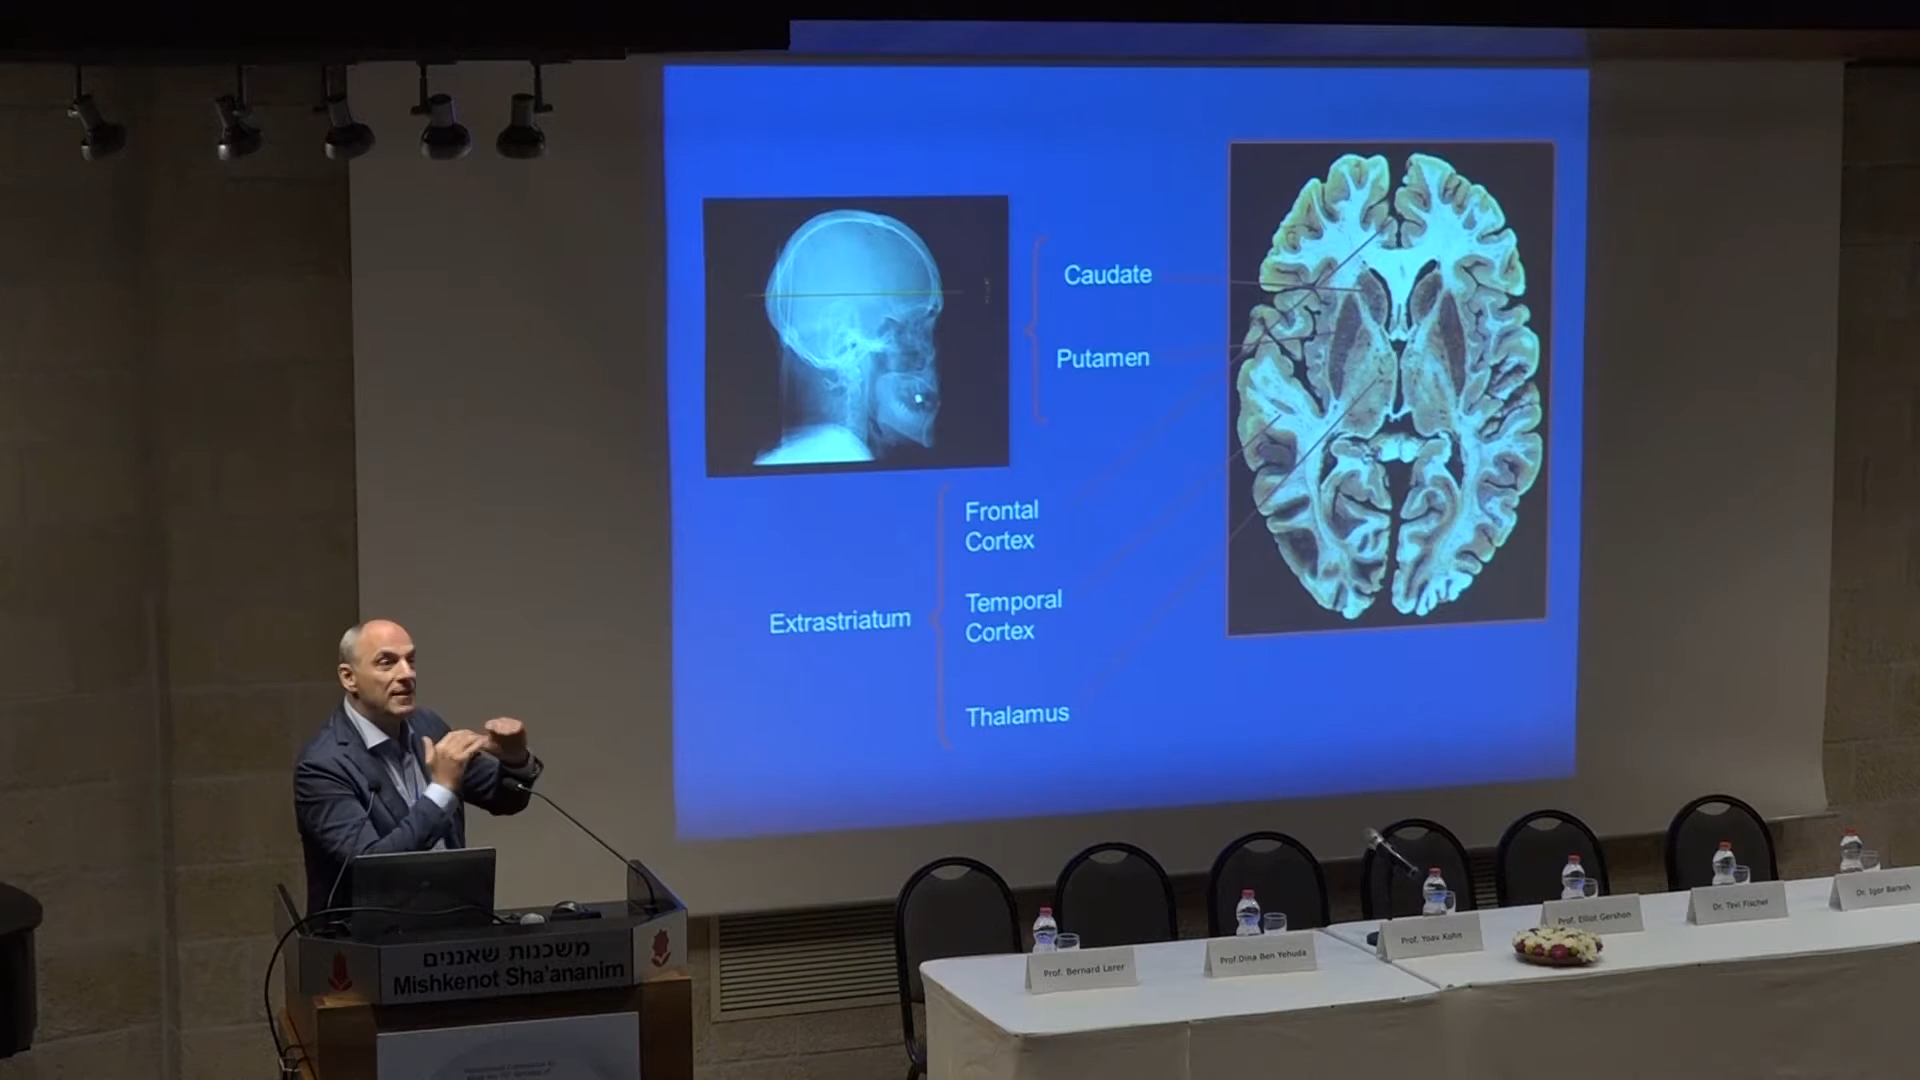 Caudate
Putamen
Frontal
Cortex
Extrastriatum
Temporal
Cortex
Thalamus
משכנות שאננים
Mishkenot Sha'ananim
Prof. Bernard Lerer
Prof.Dina Ben Yehuda
Prof. Yoav Kohn
Prof. Elliot Gershon
Dr. Tsvi Fischel
Dr. Igor Barash